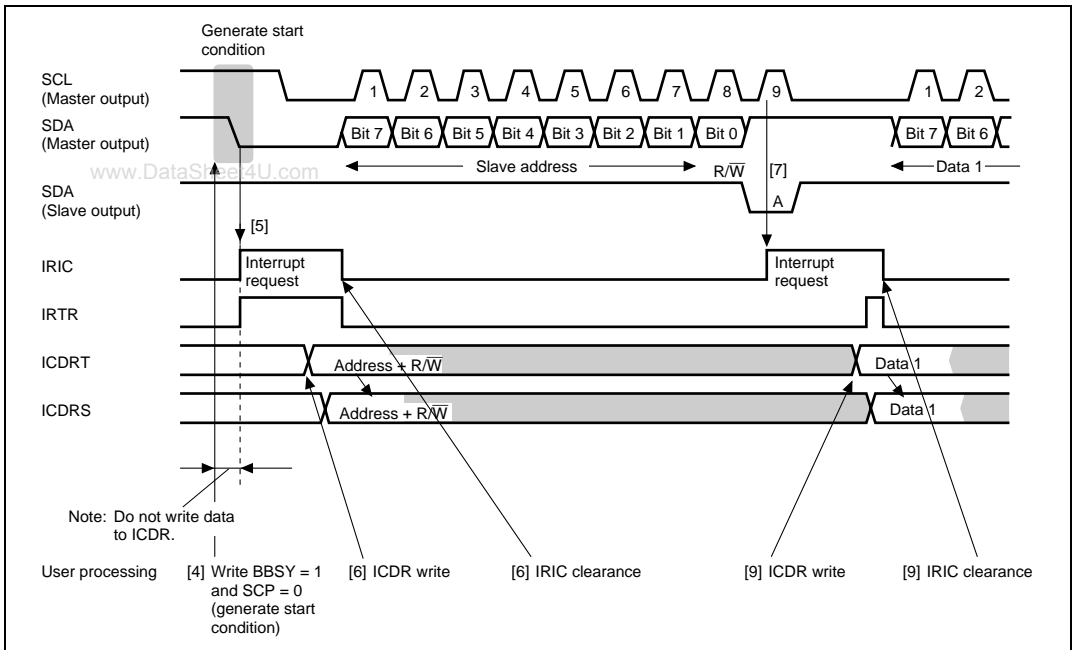 Generate start
condition
SCL
(Master output)
1 2 3 4 5 6 7 8 9 1 2
SDA
(Master output)
Bit 7 Bit 6 Bit 5 Bit 4 Bit 3 Bit 2 Bit 1 Bit 0 Bit 7 Bit 6
www.DataSheet4U.com
Slave address R/W̅ [7] Data 1
SDA
(Slave output)
A
[5]
IRIC
Interrupt
request
Interrupt
request
IRTR
ICDRT
Address + R/W̅ Data 1
ICDRS
Address + R/W̅ Data 1
Note: Do not write data
to ICDR.
User processing [4] Write BBSY = 1
and SCP = 0
(generate start
condition)
[6] ICDR write [6] IRIC clearance [9] ICDR write [9] IRIC clearance